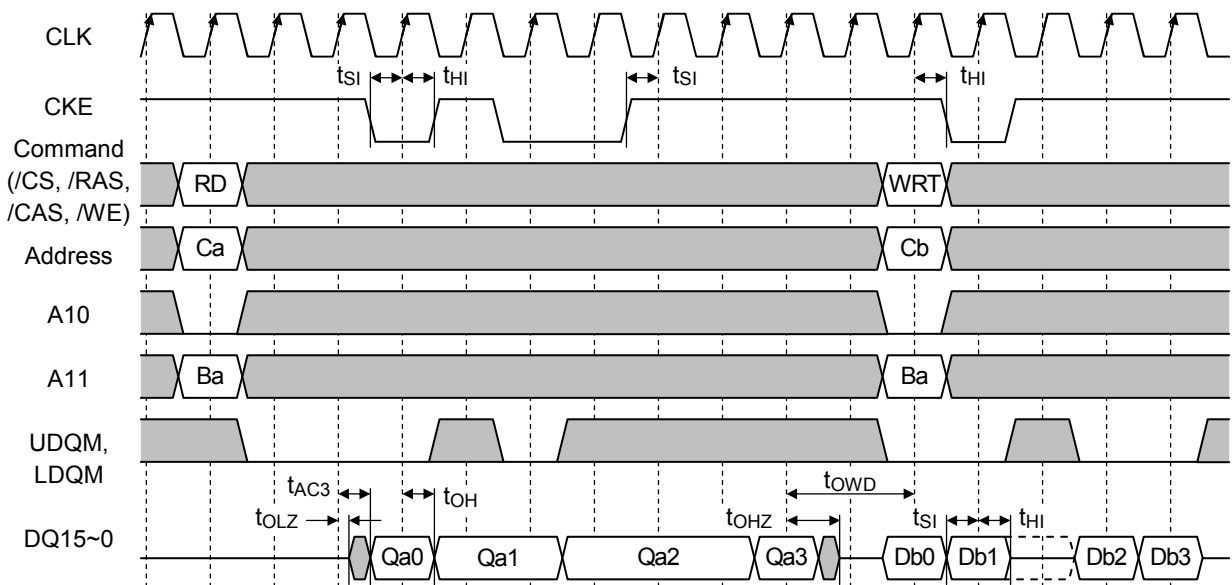 CLK
tSI tHI tSI tHI
CKE
Command
(/CS, /RAS,
/CAS, /WE)
RD WRT
Address
Ca Cb
A10
A11
Ba Ba
UDQM,
LDQM
tAC3 tOH tOWD
tOLZ tOHZ tSI tHI
DQ15~0
Qa0 Qa1 Qa2 Qa3 Db0 Db1 Db2 Db3